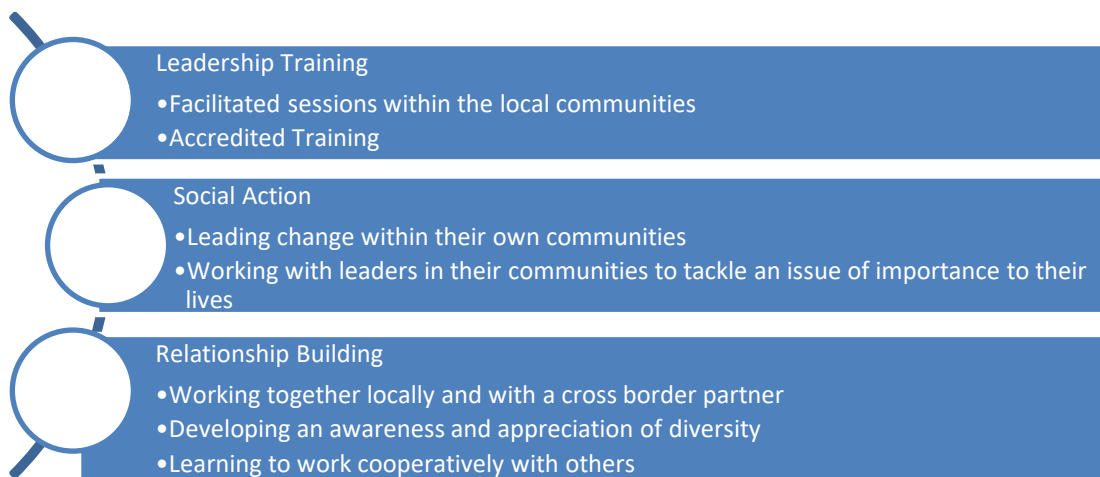 Leadership Training
•Facilitated sessions within the local communities
•Accredited Training
Social Action
•Leading change within their own communities
•Working with leaders in their communities to tackle an issue of importance to their
lives
Relationship Building
•Working together locally and with a cross border partner
•Developing an awareness and appreciation of diversity
•Learning to work cooperatively with others